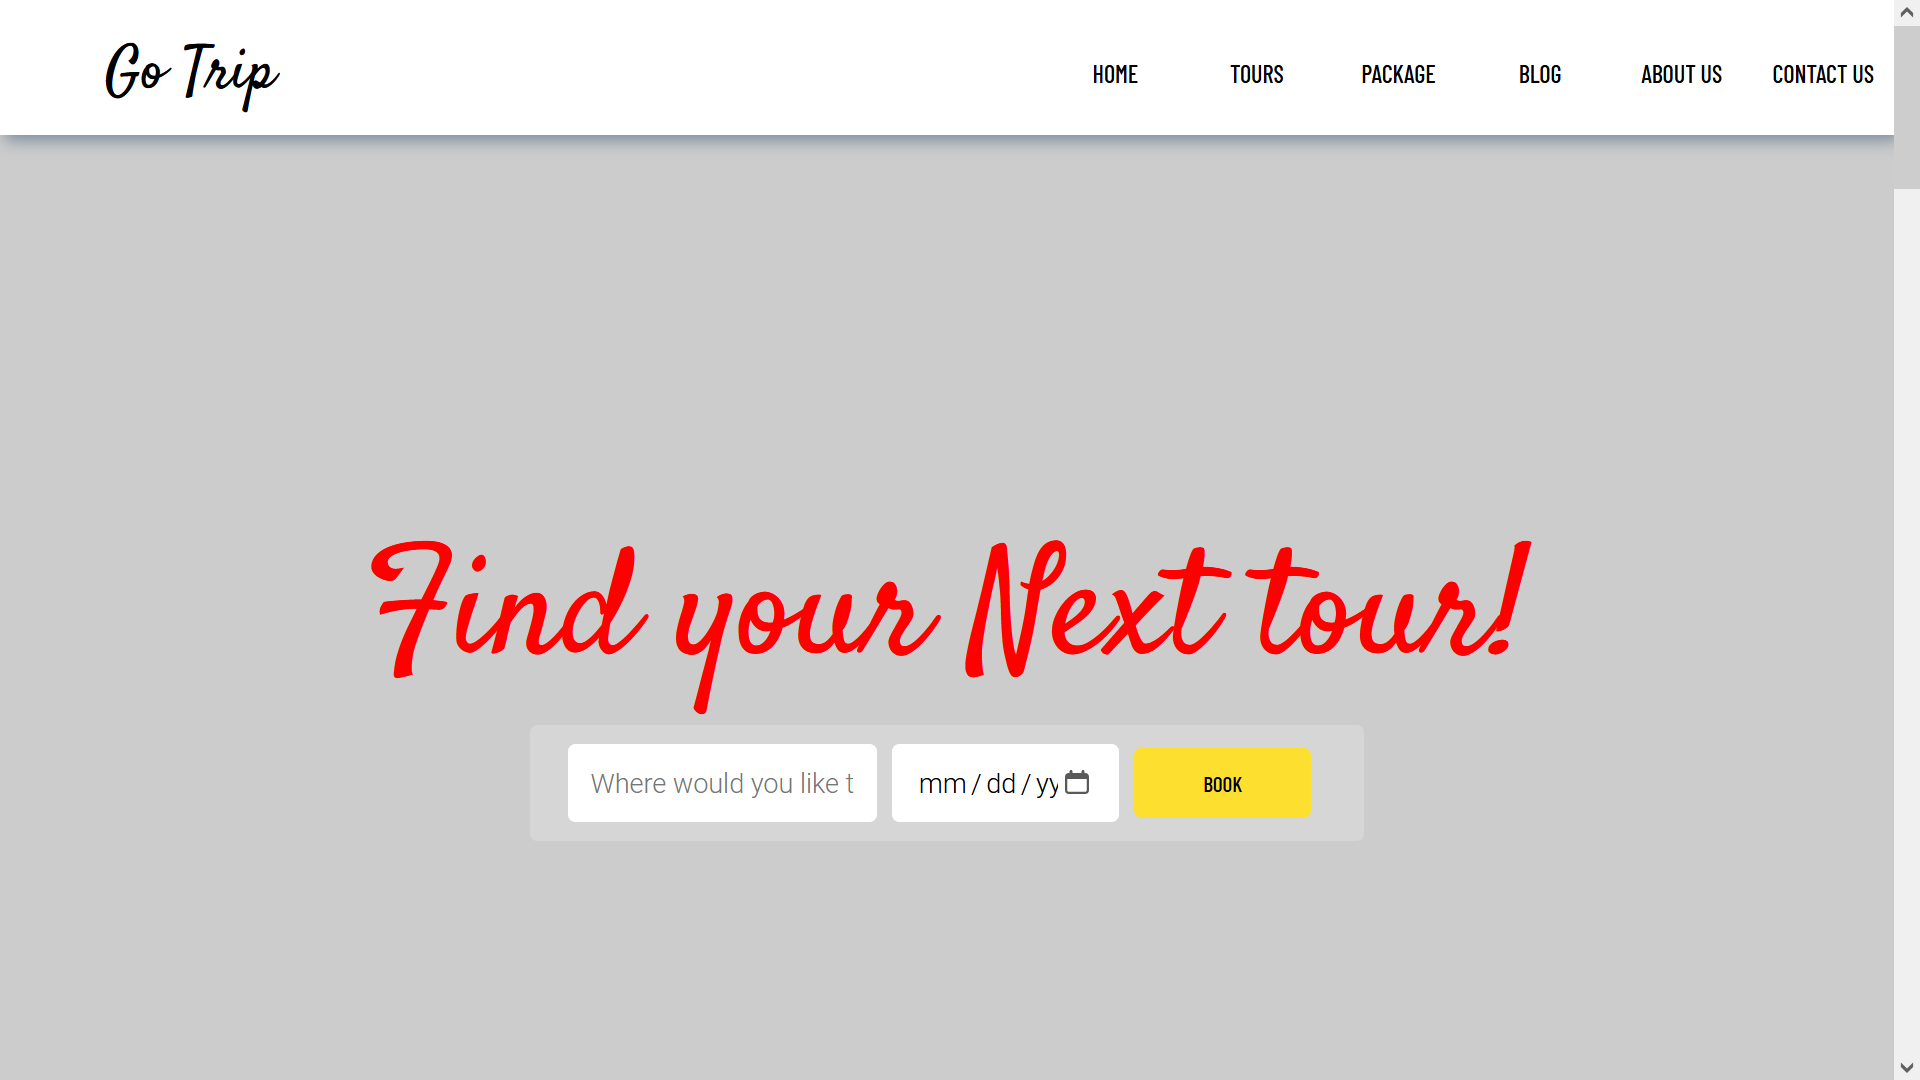 Go Trip
HOME TOURS PACKAGE BLOG ABOUT US CONTACT US
Find your Next tour!
Where would you like t
mm/dd/yy
BOOK